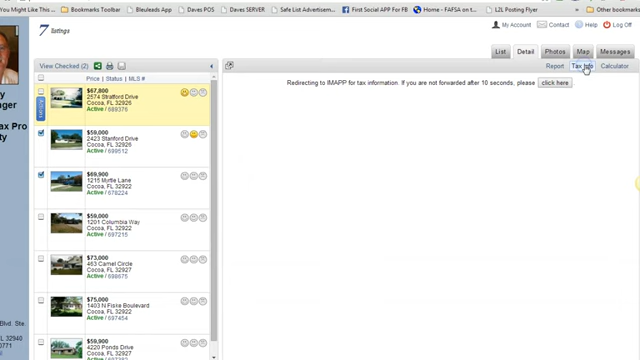 You Might Like This...
Bookmarks Toolbar
Bleuleads App
Daves POWER
Daves SERVER
Safe List Advertisem...
First Social APP For FB
Home - FAFSA on t...
L2L Posting Flyer
Other bookmarks
7 listings
My Account
Contact
Help
Log Off
List
Detail
Photos
Map
Messages
View Checked (2)
Report
Tax Info
Calculator
Price | Status | MLS #
Redirecting to IMAPP for tax information. If you are not forwarded after 10 seconds, please click here
$67,800
2574 Stratford Drive
Cocoa, FL 32926
Active / 689376
$59,000
2423 Stanford Drive
Cocoa, FL 32926
Active / 699512
$69,900
1215 Myrtle Lane
Cocoa, FL 32922
Active / 678224
$59,000
1201 Columbia Way
Cocoa, FL 32922
Active / 697215
$73,000
463 Carnel Circle
Cocoa, FL 32927
Active / 698675
$75,000
1403 N Fiske Boulevard
Cocoa, FL 32922
Active / 697454
$59,900
4220 Ponds Drive
Cocoa, FL 32927
y
nger
ax Pro
ty
Blvd. Ste.
L 32940
0771